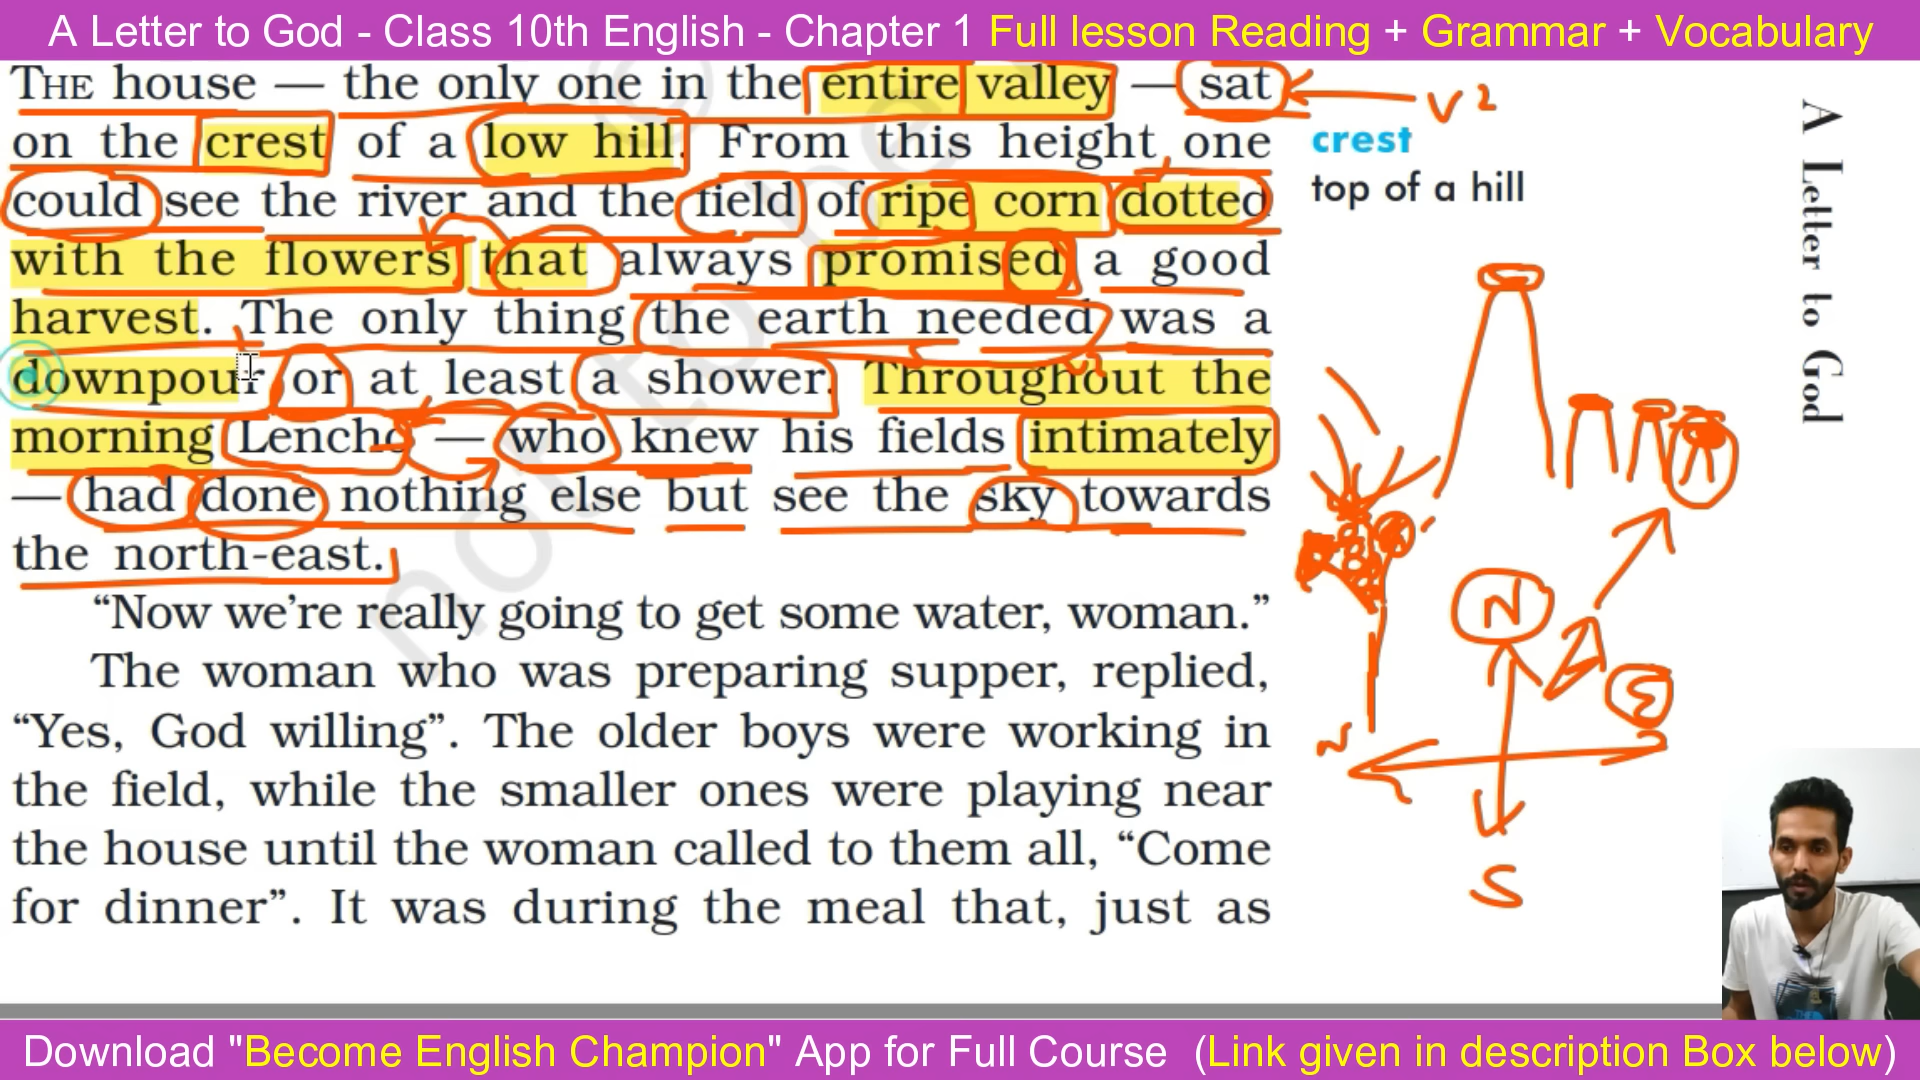 A Letter to God - Class 10th English - Chapter 1 Full lesson Reading + Grammar + Vocabulary
THE house — the only one in the entire valley — sat
on the crest of a low hill. From this height one
could see the river and the field of ripe corn dotted
with the flowers that always promised a good
harvest. The only thing the earth needed was a
downpour or at least a shower. Throughout the
morning Lencho — who knew his fields intimately
— had done nothing else but see the sky towards
the north-east.
“Now we’re really going to get some water, woman.”
The woman who was preparing supper, replied,
“Yes, God willing”. The older boys were working in
the field, while the smaller ones were playing near
the house until the woman called to them all, “Come
for dinner”. It was during the meal that, just as
V²
crest
top of a hill
A Letter to God
N
E
N
S
not to be
©
Download "Become English Champion" App for Full Course (Link given in description Box below)